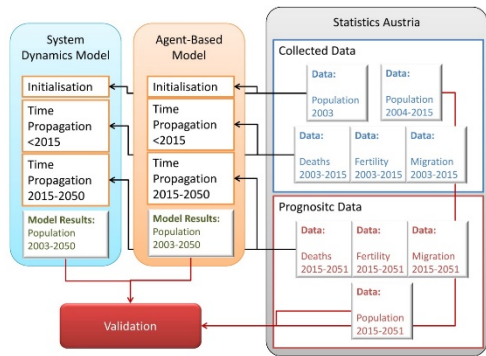 System
Dynamics Model
Initialisation
Time
Propagation
<2015
Time
Propagation
2015-2050
Model Results:
Population
2003-2050
Agent-Based
Model
Initialisation
Time
Propagation
<2015
Time
Propagation
2015-2050
Model Results:
Population
2003-2050
Statistics Austria
Collected Data
Data:
Population
2003
Data:
Population
2004-2015
Data:
Deaths
2003-2015
Data:
Fertility
2003-2015
Data:
Migration
2003-2015
Prognositc Data
Data:
Deaths
2015-2051
Data:
Fertility
2015-2051
Data:
Migration
2015-2051
Data:
Population
2015-2051
Validation